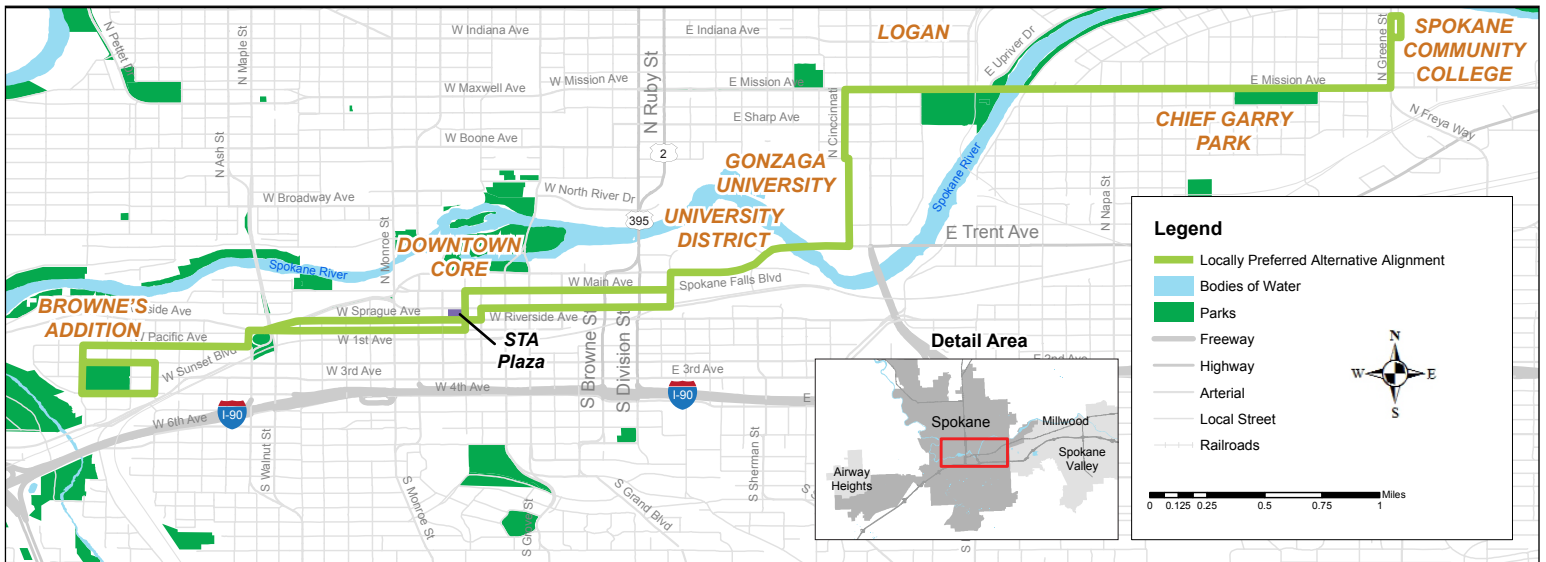 N Pettet Dr
N Maple St
W Indiana Ave
E Indiana Ave
LOGAN
E Upriver Dr
N Greene St
SPOKANE
COMMUNITY
COLLEGE
N Ruby St
W Mission Ave
W Maxwell Ave
E Mission Ave
E Mission Ave
E Sharp Ave
N Cinccinnati
CHIEF GARRY
PARK
N Freya Way
W Boone Ave
N Ash St
2
GONZAGA
UNIVERSITY
Spokane River
N Napa St
W Broadway Ave
W North River Dr
395
UNIVERSITY
DISTRICT
E Trent Ave
N Monroe St
DOWNTOWN
CORE
Spokane River
W Main Ave
Spokane Falls Blvd
BROWNE'S
ADDITION
side Ave
W Sprague Ave
W Riverside Ave
W Pacific Ave
W 1st Ave
STA
Plaza
W Sunset Blvd
W 3rd Ave
S Browne St
S Division St
E 3rd Ave
E 2nd Ave
W 4th Ave
I-90
I-90
E
W 6th Ave
S Walnut St
S Monroe St
S Grove St
S Grand Blvd
S Sherman St
Detail Area
Spokane
Millwood
Spokane
Valley
Airway
Heights
Legend
Locally Preferred Alternative Alignment
Bodies of Water
Parks
Freeway
Highway
Arterial
Local Street
Railroads
N
W
E
S
Miles
0 0.125 0.25 0.5 0.75 1